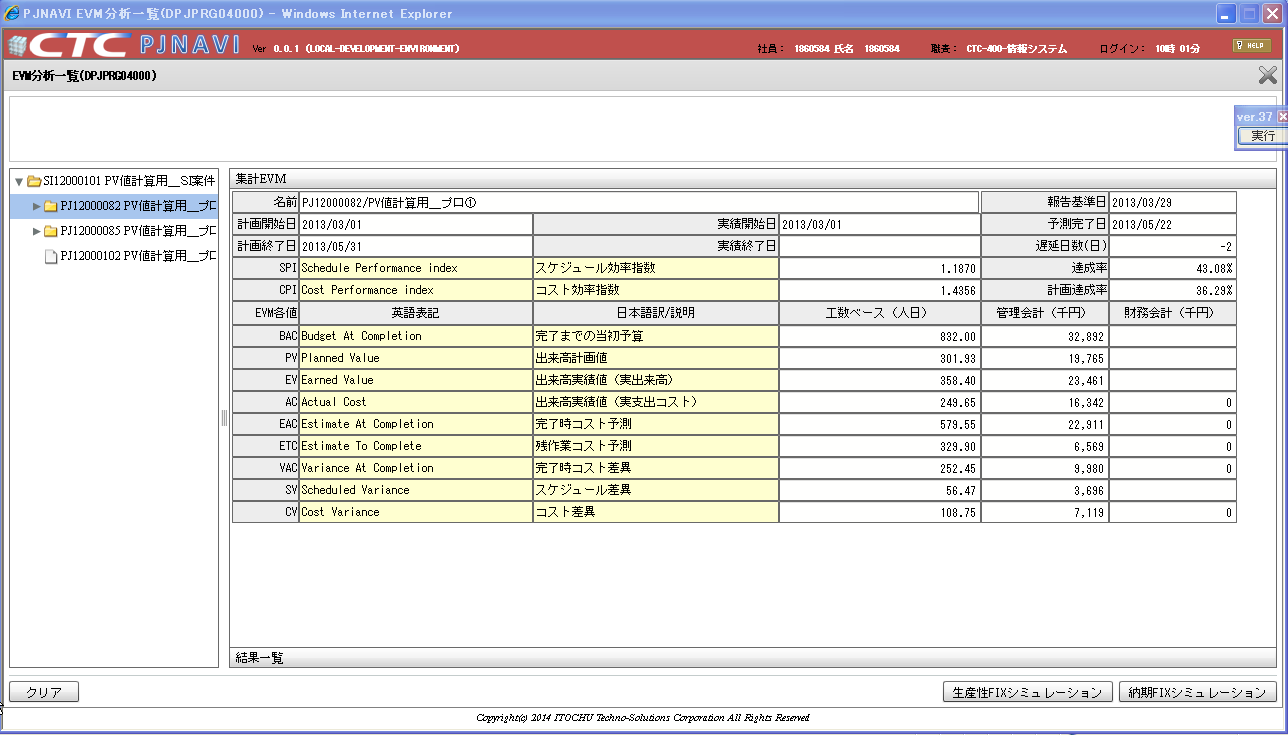 PJNAVI EVM分析一覧(DPJPRG04000) - Windows Internet Explorer
CTC PJNAVI Ver 0.0.1 (LOCAL-DEVELOPMENT-ENVIRONMENT) 社員： 1860584 氏名 1860584 職責： CTC-400-情報システム ログイン： 10時 01分 ? HELP
EVM分析一覧(DPJPRG04000)
ver.37
実行
SI12000101 PV値計算用__SI案件
PJ12000082 PV値計算用__プロ
PJ12000085 PV値計算用__プロ
PJ12000102 PV値計算用__プロ
集計EVM
名前 PJ12000082/PV値計算用__プロ① 報告基準日 2013/03/29
計画開始日 2013/03/01 実績開始日 2013/03/01 予測完了日 2013/05/22
計画終了日 2013/05/31 実績終了日 遅延日数(日) -2
SPI Schedule Performance index スケジュール効率指数 1.1870 達成率 43.08%
CPI Cost Performance index コスト効率指数 1.4356 計画達成率 36.29%
EVM各値 英語表記 日本語訳/説明 工数ベース（人日） 管理会計（千円） 財務会計（千円）
BAC Budget At Completion 完了までの当初予算 832.00 32,892
PV Planned Value 出来高計画値 301.93 19,765
EV Earned Value 出来高実績値（実出来高） 358.40 23,461
AC Actual Cost 出来高実績値（実支出コスト） 249.65 16,342 0
EAC Estimate At Completion 完了時コスト予測 579.55 22,911 0
ETC Estimate To Complete 残作業コスト予測 329.90 6,569 0
VAC Variance At Completion 完了時コスト差異 252.45 9,980 0
SV Scheduled Variance スケジュール差異 56.47 3,696
CV Cost Variance コスト差異 108.75 7,119 0
結果一覧
クリア 生産性FIXシミュレーション 納期FIXシミュレーション
Copyright(c) 2014 ITOCHU Techno-Solutions Corporation All Rights Reserved